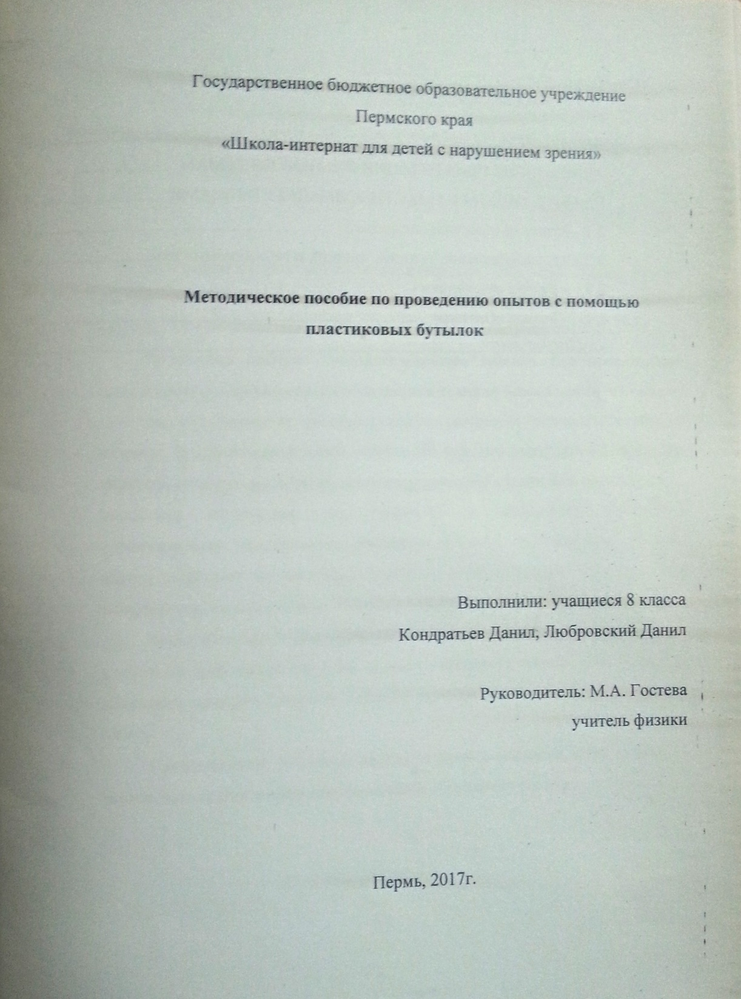 Государственное бюджетное образовательное учреждение
Пермского края
«Школа-интернат для детей с нарушением зрения»
Методическое пособие по проведению опытов с помощью
пластиковых бутылок
Выполнили: учащиеся 8 класса
Кондратьев Данил, Любровский Данил
Руководитель: М.А. Гостева
учитель физики
Пермь, 2017г.